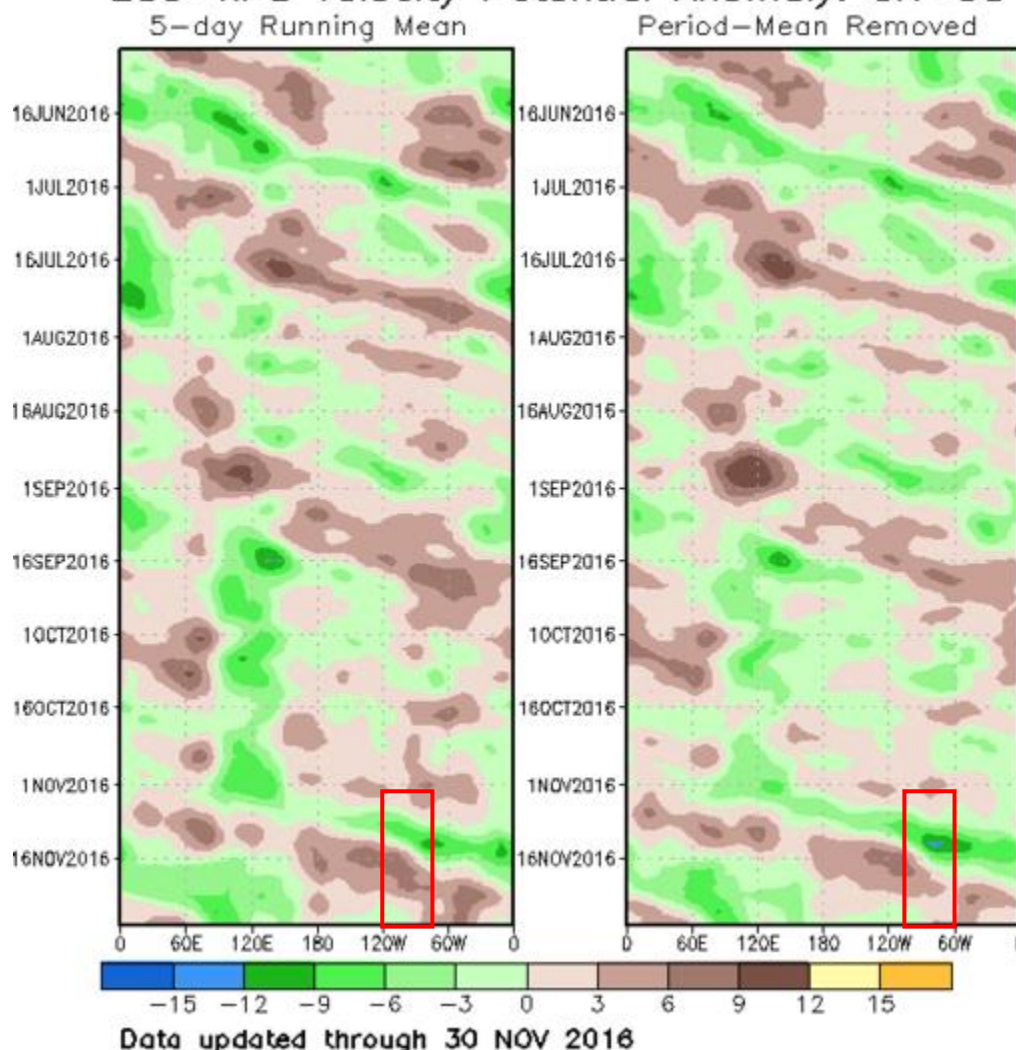 5-day Running Mean
Period-Mean Removed
16JUN2016
1JUL2016
16JUL2016
1AUG2016
16AUG2016
1SEP2016
16SEP2016
1OCT2016
16OCT2016
1NOV2016
16NOV2016
0 60E 120E 180 120W 60W 0
16JUN2016
1JUL2016
16JUL2016
1AUG2016
16AUG2016
1SEP2016
16SEP2016
1OCT2016
16OCT2016
1NOV2016
16NOV2016
0 60E 120E 180 120W 60W 0
-15 -12 -9 -6 -3 0 3 6 9 12 15
Data updated through 30 NOV 2016